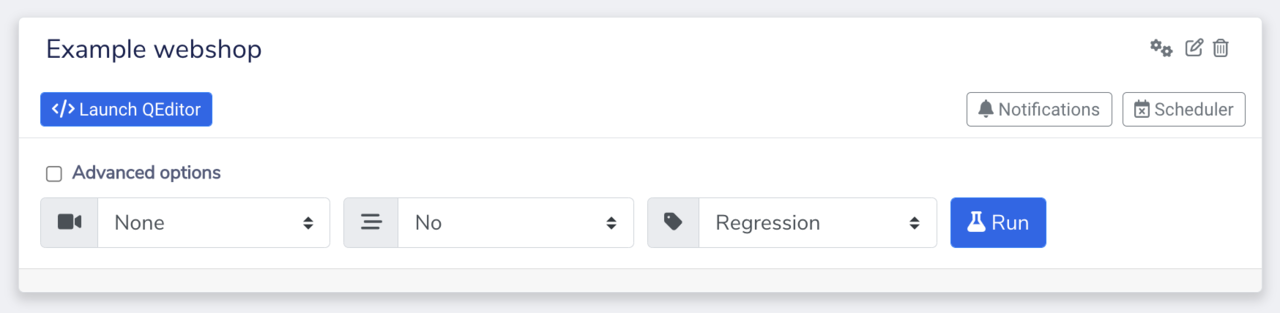 Example webshop
</> Launch QEditor
Notifications
Scheduler
Advanced options
None
No
Regression
Run